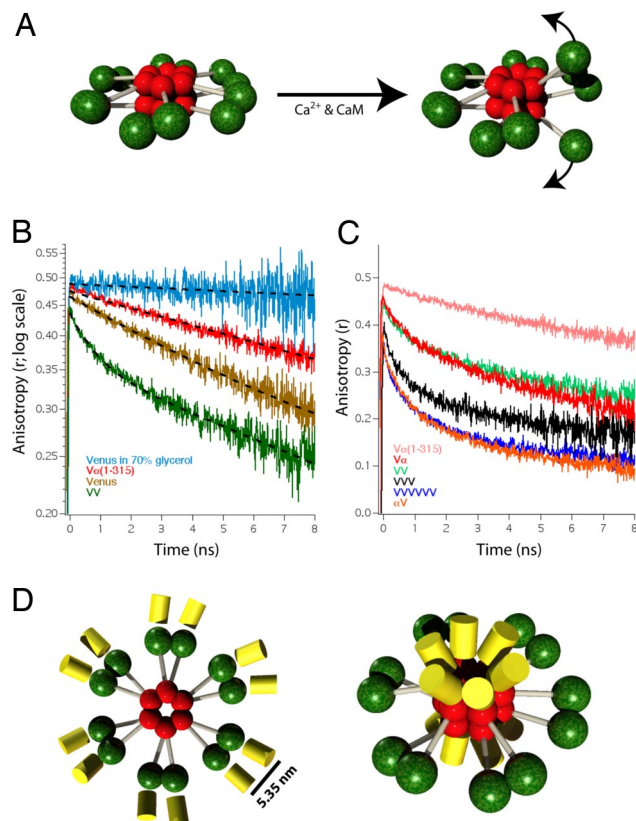 A
Ca2+ & CaM
B
Anisotropy (r; log scale)
0.55
0.50
0.45
0.40
0.35
0.30
0.25
0.20
Venus in 70% glycerol
Vα(1-315)
Venus
VV
0 1 2 3 4 5 6 7 8
Time (ns)
C
Anisotropy (r)
0.5
0.4
0.3
0.2
0.1
0.0
Vα(1-315)
Vα
VV
VVV
VVVVVV
αV
0 1 2 3 4 5 6 7 8
Time (ns)
D
5.35 nm